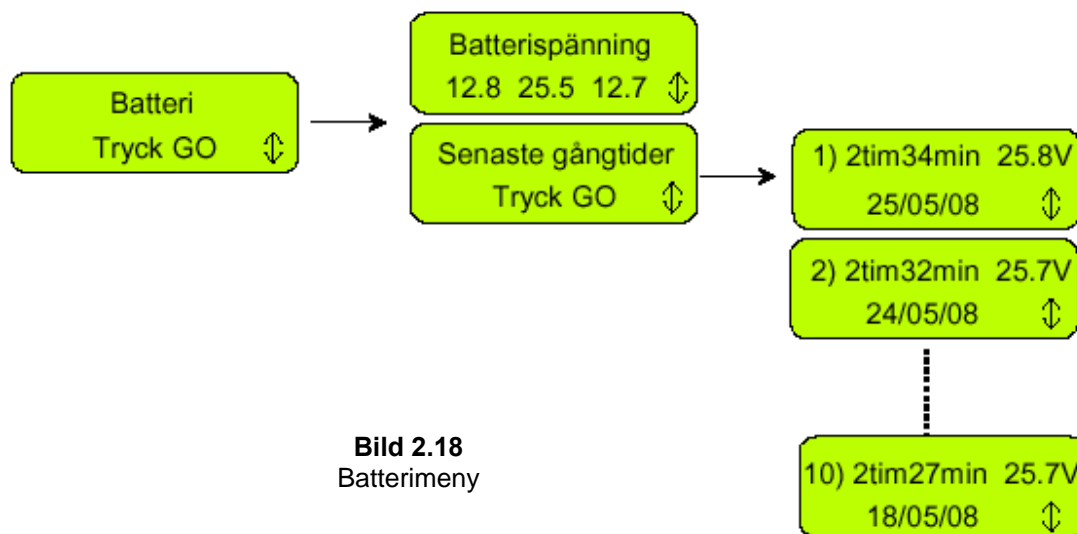 Batteri
Tryck GO
Batterispänning
12.8 25.5 12.7
Senaste gångtider
Tryck GO
1) 2tim34min 25.8V
25/05/08
2) 2tim32min 25.7V
24/05/08
10) 2tim27min 25.7V
18/05/08
Bild 2.18
Batterimeny